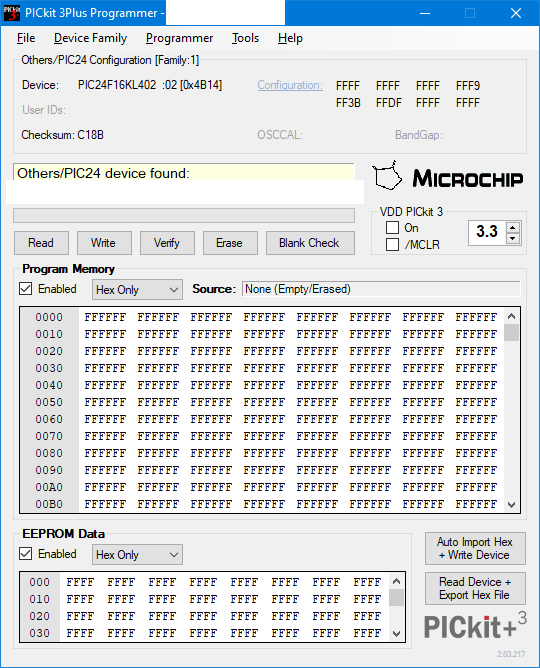 PICkit 3Plus Programmer -
File Device Family Programmer Tools Help
Others/PIC24 Configuration [Family:1]
Device: PIC24F16KL402 :02 [0x4B14] Configuration: FFFF FFFF FFFF FFF9
User IDs: FF3B FFDF FFFF FFFF
Checksum: C18B OSCCAL: BandGap:
Others/PIC24 device found:
MICROCHIP
VDD PICkit 3
On
/MCLR
3.3
Read Write Verify Erase Blank Check
Program Memory
Enabled Hex Only Source: None (Empty/Erased)
0000 FFFFFF FFFFFF FFFFFF FFFFFF FFFFFF FFFFFF FFFFFF FFFFFF
0010 FFFFFF FFFFFF FFFFFF FFFFFF FFFFFF FFFFFF FFFFFF FFFFFF
0020 FFFFFF FFFFFF FFFFFF FFFFFF FFFFFF FFFFFF FFFFFF FFFFFF
0030 FFFFFF FFFFFF FFFFFF FFFFFF FFFFFF FFFFFF FFFFFF FFFFFF
0040 FFFFFF FFFFFF FFFFFF FFFFFF FFFFFF FFFFFF FFFFFF FFFFFF
0050 FFFFFF FFFFFF FFFFFF FFFFFF FFFFFF FFFFFF FFFFFF FFFFFF
0060 FFFFFF FFFFFF FFFFFF FFFFFF FFFFFF FFFFFF FFFFFF FFFFFF
0070 FFFFFF FFFFFF FFFFFF FFFFFF FFFFFF FFFFFF FFFFFF FFFFFF
0080 FFFFFF FFFFFF FFFFFF FFFFFF FFFFFF FFFFFF FFFFFF FFFFFF
0090 FFFFFF FFFFFF FFFFFF FFFFFF FFFFFF FFFFFF FFFFFF FFFFFF
00A0 FFFFFF FFFFFF FFFFFF FFFFFF FFFFFF FFFFFF FFFFFF FFFFFF
00B0 FFFFFF FFFFFF FFFFFF FFFFFF FFFFFF FFFFFF FFFFFF FFFFFF
EEPROM Data
Enabled Hex Only
000 FFFF FFFF FFFF FFFF FFFF FFFF FFFF FFFF
010 FFFF FFFF FFFF FFFF FFFF FFFF FFFF FFFF
020 FFFF FFFF FFFF FFFF FFFF FFFF FFFF FFFF
030 FFFF FFFF FFFF FFFF FFFF FFFF FFFF FFFF
Auto Import Hex
+ Write Device
Read Device +
Export Hex File
PICkit+3
2.63.217